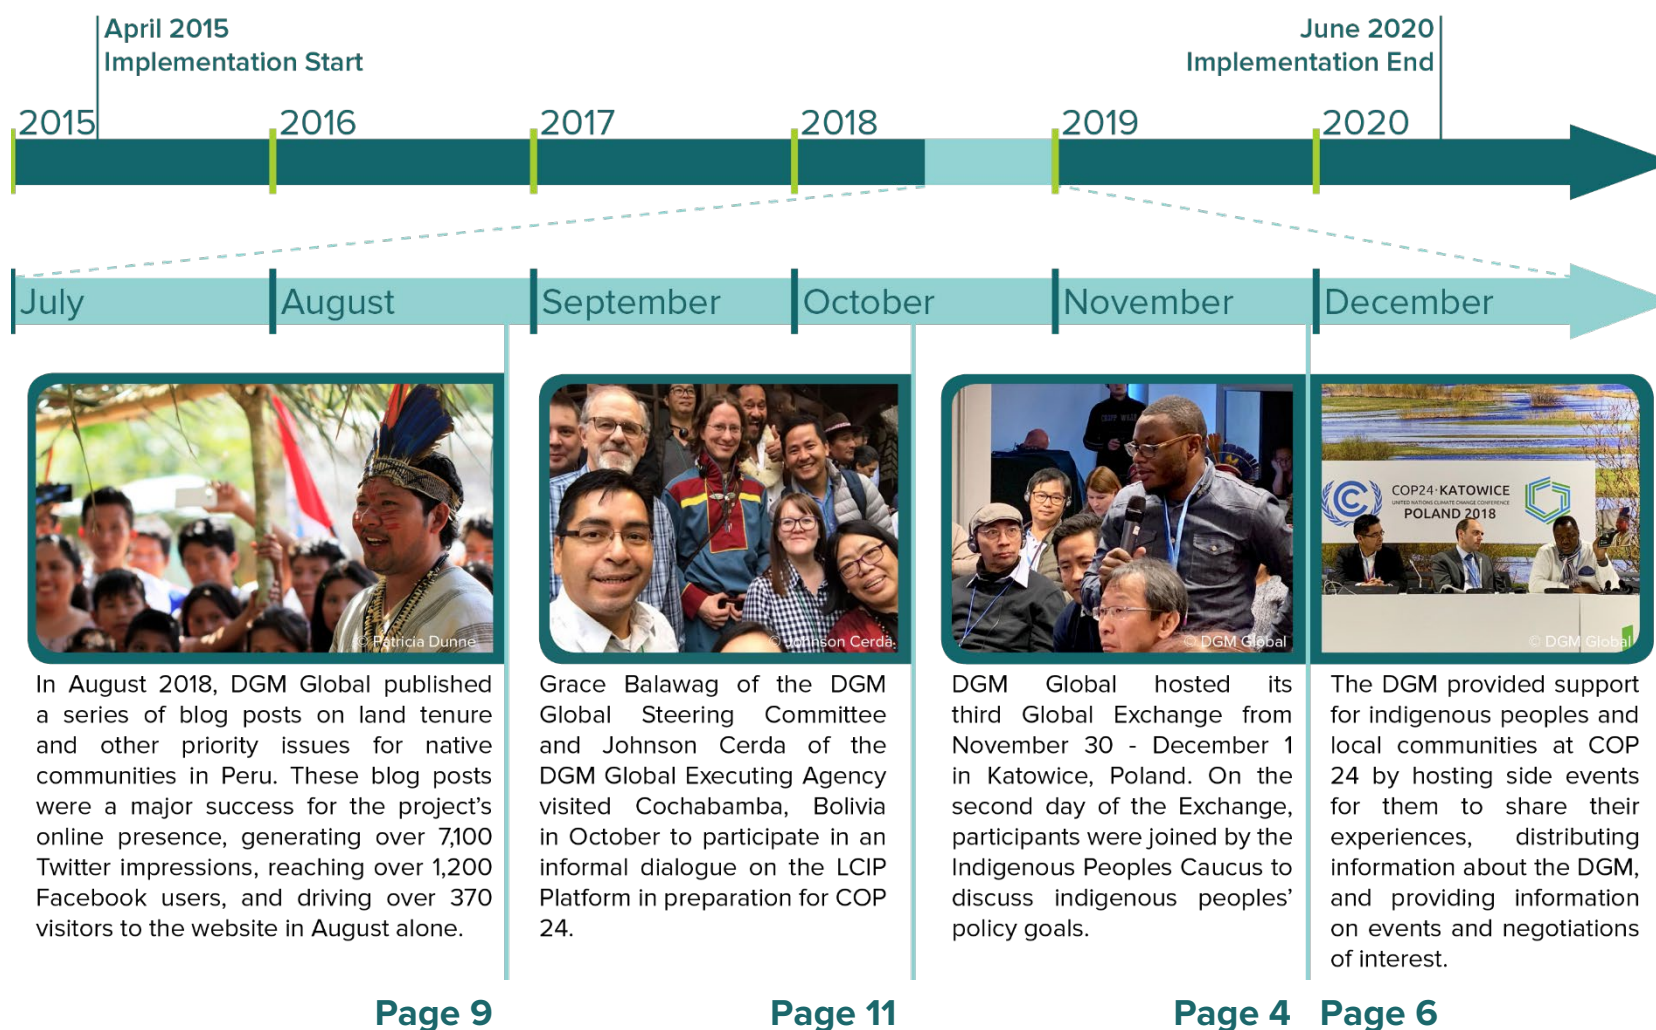 April 2015
Implementation Start
June 2020
Implementation End
2015
2016
2017
2018
2019
2020
July
August
September
October
November
December
COP24·KATOWICE
UNITED NATIONS CLIMATE CHANGE CONFERENCE
POLAND 2018
© Patricia Dunne
© Johnson Cerda
© DGM Global
© DGM Global
In August 2018, DGM Global published
a series of blog posts on land tenure
and other priority issues for native
communities in Peru. These blog posts
were a major success for the project's
online presence, generating over 7,100
Twitter impressions, reaching over 1,200
Facebook users, and driving over 370
visitors to the website in August alone.
Page 9
Grace Balawag of the DGM
Global Steering Committee
and Johnson Cerda of the
DGM Global Executing Agency
visited Cochabamba, Bolivia
in October to participate in an
informal dialogue on the LCIP
Platform in preparation for COP
24.
Page 11
DGM Global hosted its
third Global Exchange from
November 30 - December 1
in Katowice, Poland. On the
second day of the Exchange,
participants were joined by the
Indigenous Peoples Caucus to
discuss indigenous peoples'
policy goals.
Page 4
The DGM provided support
for indigenous peoples and
local communities at COP
24 by hosting side events
for them to share their
experiences, distributing
information about the DGM,
and providing information
on events and negotiations
of interest.
Page 6